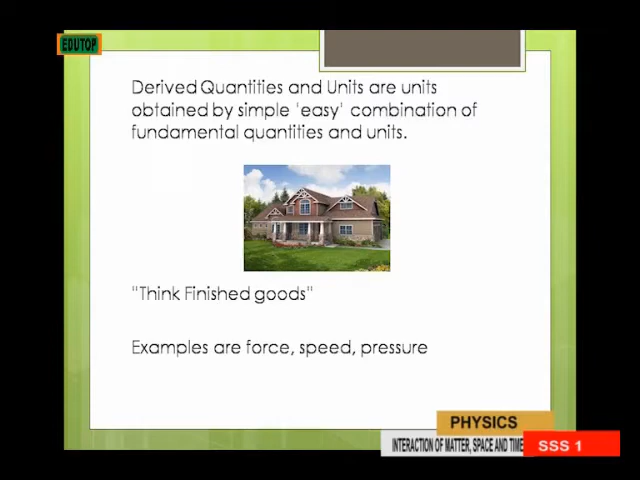 EDUTOP
Derived Quantities and Units are units
obtained by simple 'easy' combination of
fundamental quantities and units.
"Think Finished goods"
Examples are force, speed, pressure
PHYSICS
INTERACTION OF MATTER, SPACE AND TIME
SSS 1